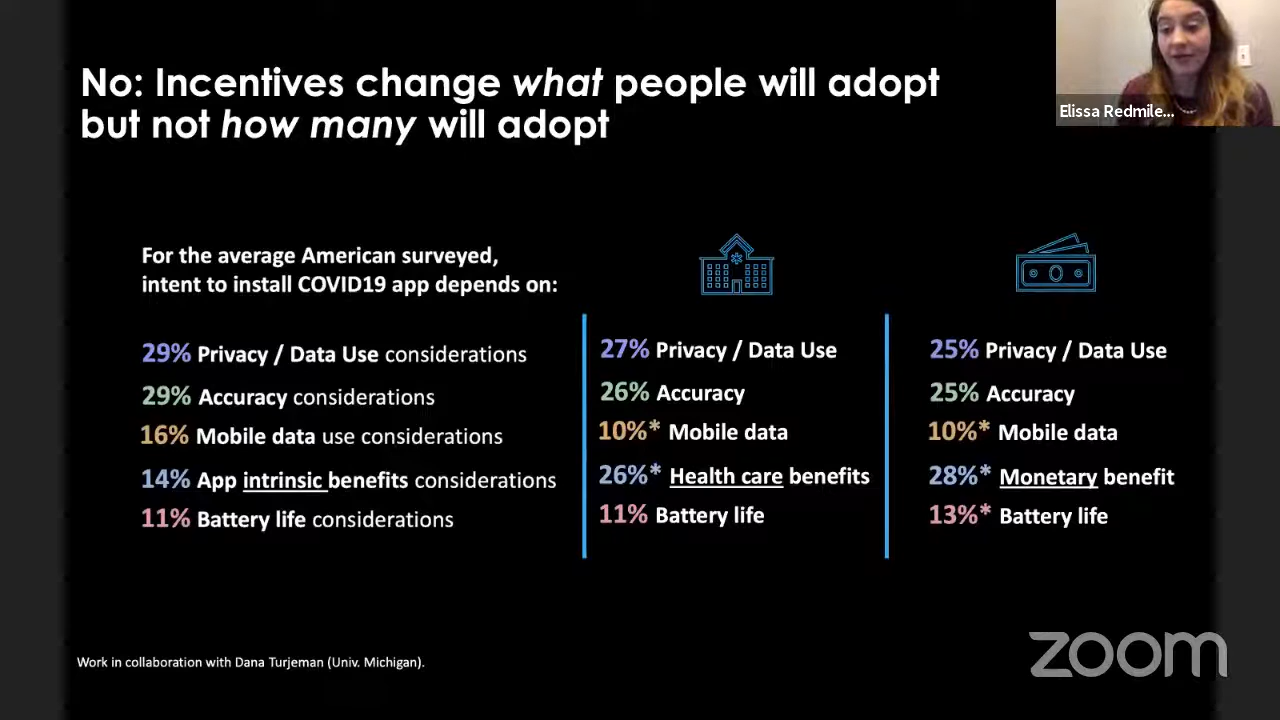 No: Incentives change what people will adopt
but not how many will adopt
Elissa Redmile...
For the average American surveyed,
intent to install COVID19 app depends on:
29% Privacy / Data Use considerations
29% Accuracy considerations
16% Mobile data use considerations
14% App intrinsic benefits considerations
11% Battery life considerations
27% Privacy / Data Use
26% Accuracy
10%* Mobile data
26%* Health care benefits
11% Battery life
25% Privacy / Data Use
25% Accuracy
10%* Mobile data
28%* Monetary benefit
13%* Battery life
Work in collaboration with Dana Turjeman (Univ. Michigan).
zoom